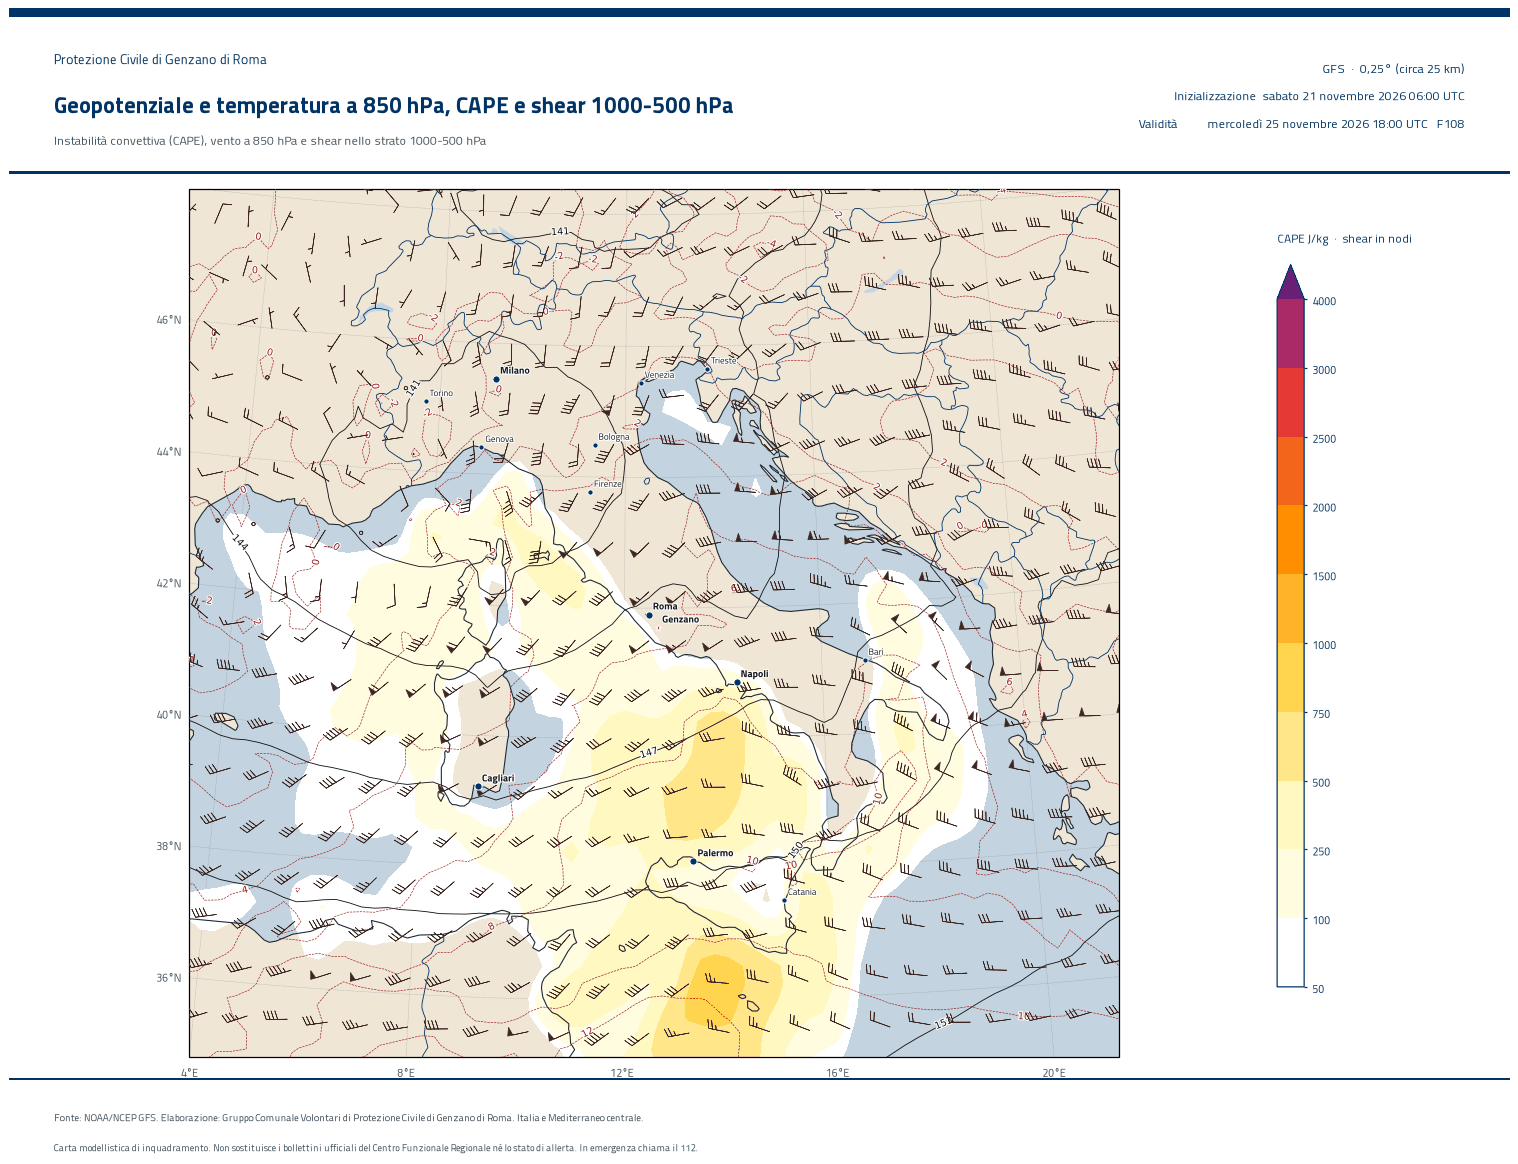 Protezione Civile di Genzano di Roma
Geopotenziale e temperatura a 850 hPa, CAPE e shear 1000-500 hPa
Instabilità convettiva (CAPE), vento a 850 hPa e shear nello strato 1000-500 hPa
GFS · 0,25° (circa 25 km)
Inizializzazione sabato 21 novembre 2026 06:00 UTC
Validità mercoledì 25 novembre 2026 18:00 UTC F108
CAPE J/kg · shear in nodi
4000
3000
2500
2000
1500
1000
750
500
250
100
50
46°N
44°N
42°N
40°N
38°N
36°N
4°E
8°E
12°E
16°E
20°E
141
Trieste
Milano
Venezia
141
Torino
Genova
Bologna
Firenze
144
Roma
Genzano
Bari
Napoli
147
Cagliari
150
Palermo
Catania
Fonte: NOAA/NCEP GFS. Elaborazione: Gruppo Comunale Volontari di Protezione Civile di Genzano di Roma. Italia e Mediterraneo centrale.
Carta modellistica di inquadramento. Non sostituisce i bollettini ufficiali del Centro Funzionale Regionale né lo stato di allerta. In emergenza chiama il 112.